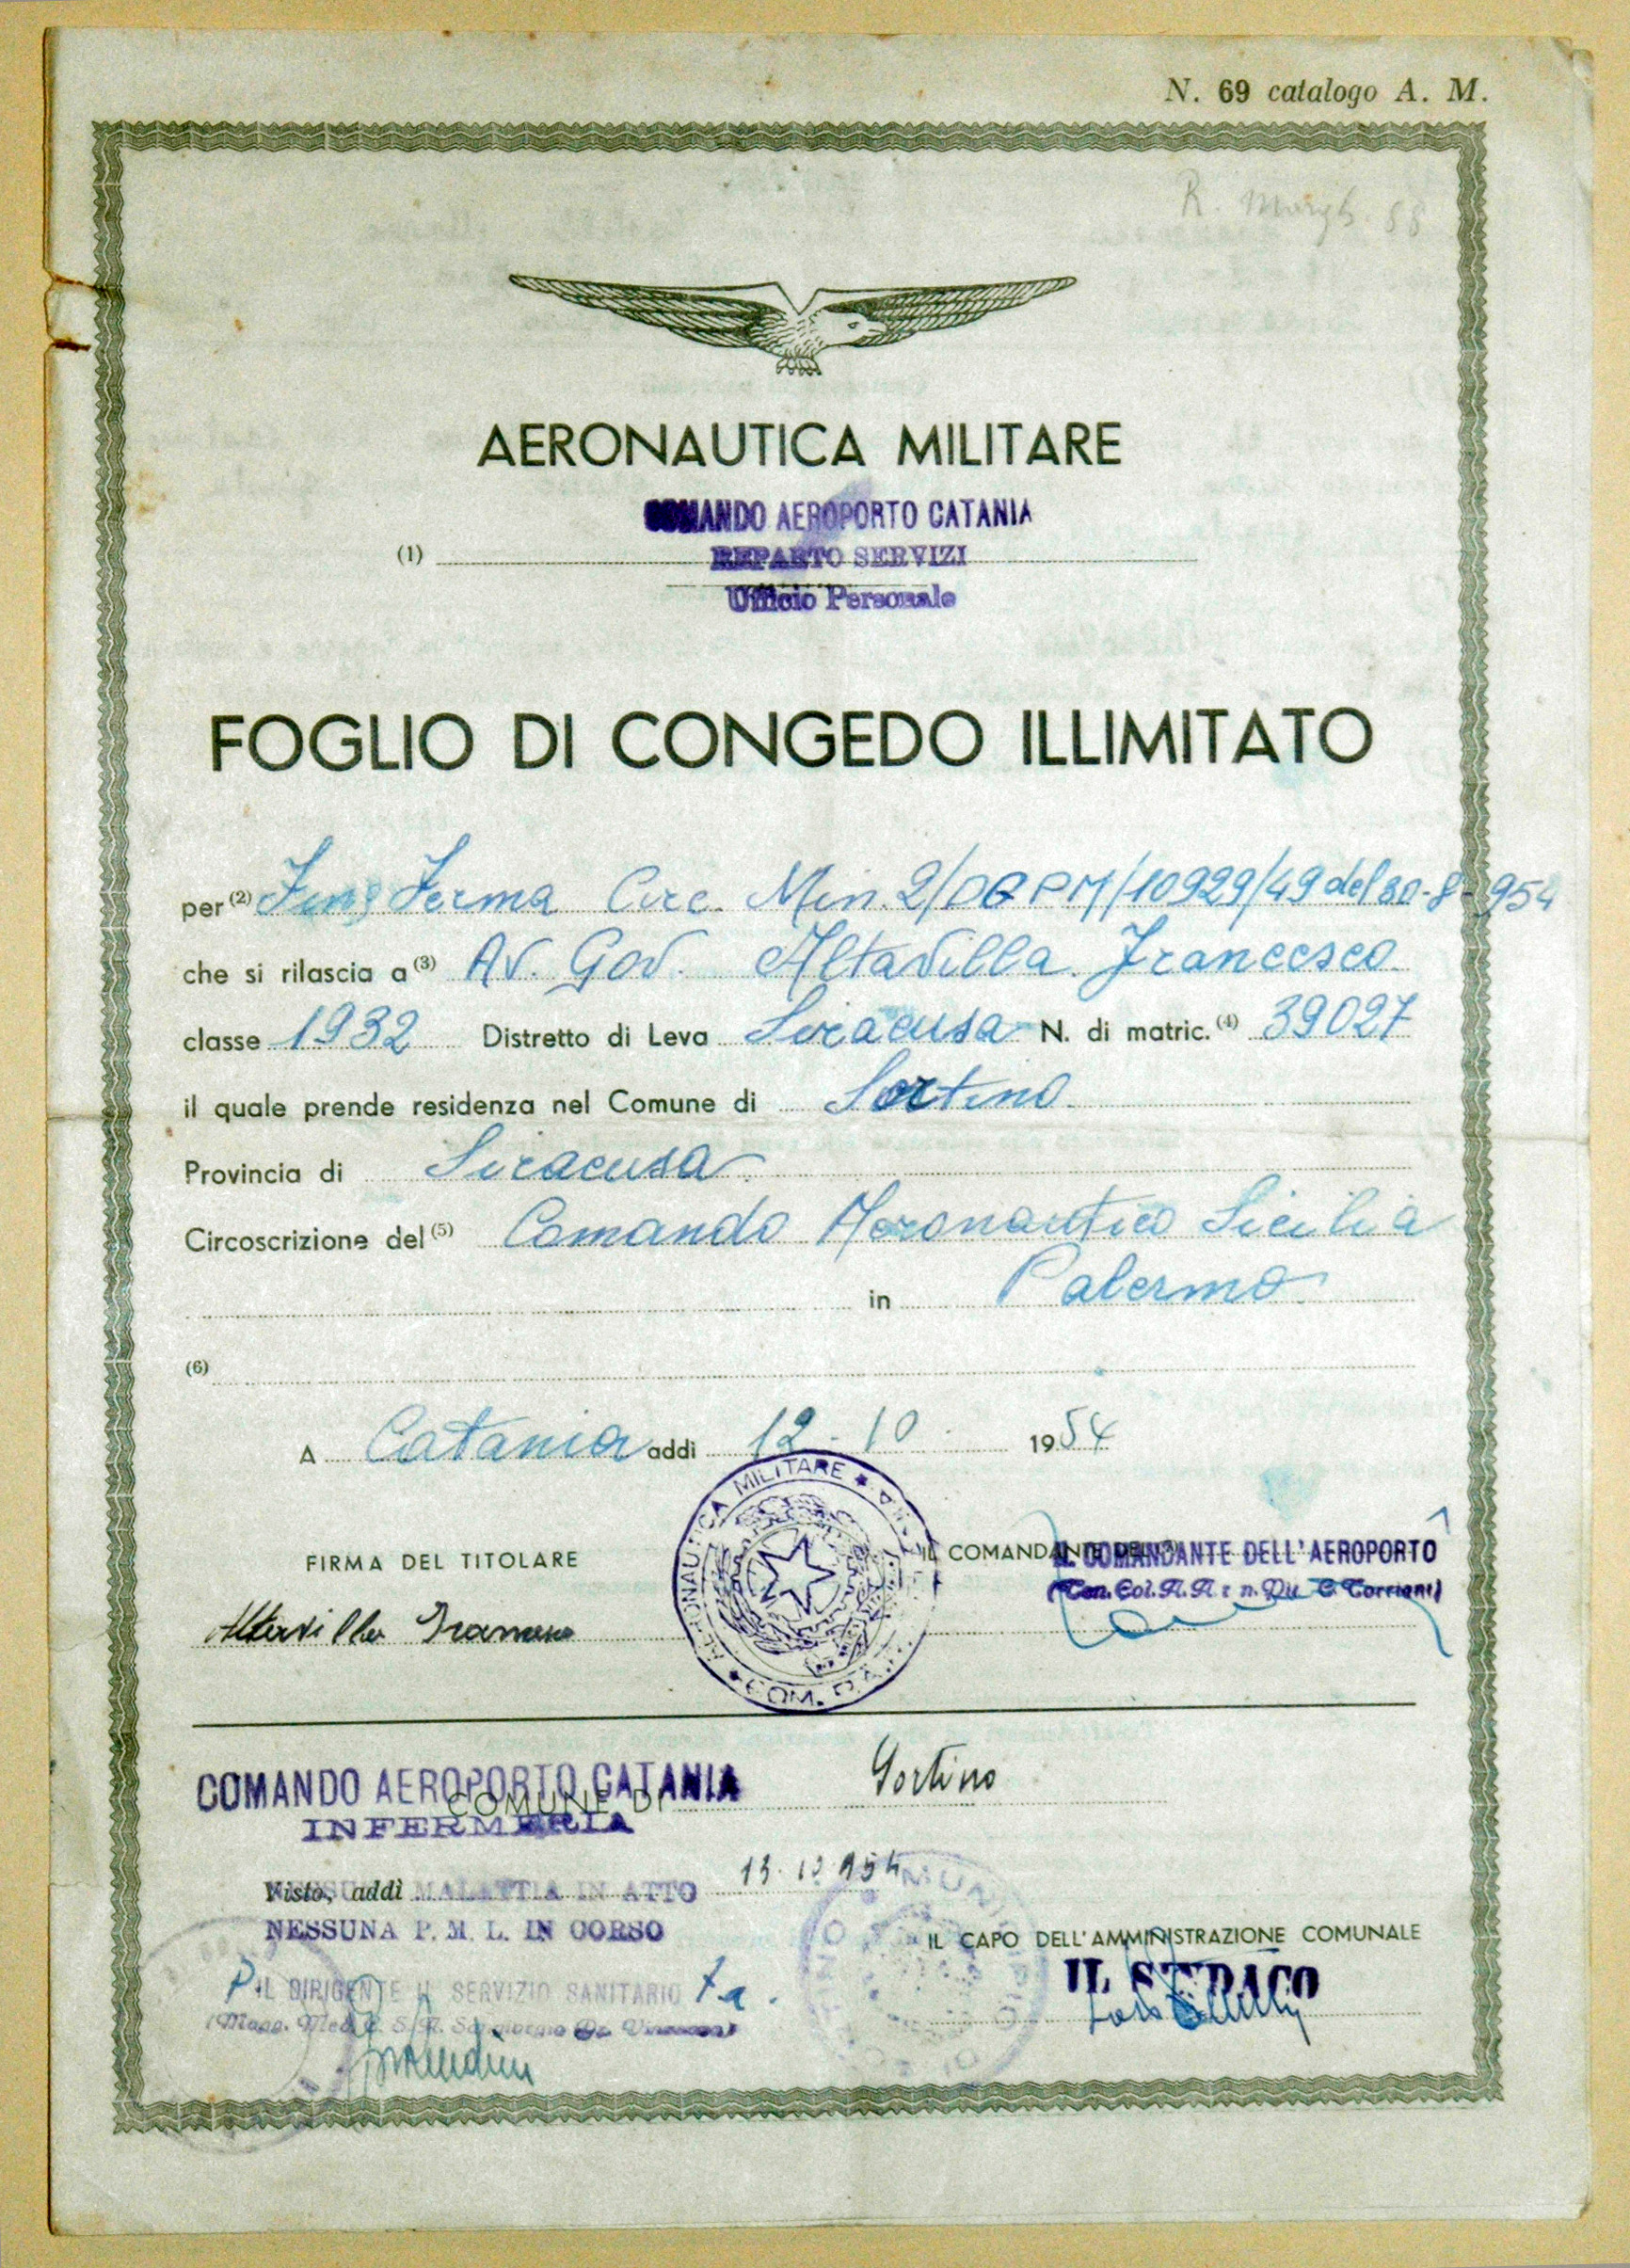 N. 69 catalogo A. M.
AERONAUTICA MILITARE
COMANDO AEROPORTO CATANIA
(1) REPARTO SERVIZI
Ufficio Personale
FOGLIO DI CONGEDO ILLIMITATO
per (2) Ferma Circ. Min. 2/ 10929/49 del 30-8-954
che si rilascia a (3) Av. Gov. Altavilla Francesco
classe 1932 Distretto di Leva Siracusa N. di matric. (4) 39027
il quale prende residenza nel Comune di Sortino
Provincia di Siracusa
Circoscrizione del (5) Comando Aeronautico Sicilia
in Palermo
(6)
A Catania addì 12-10 1954
AERONAUTICA MILITARE
COM.
FIRMA DEL TITOLARE
IL COMANDANTE
IL COMANDANTE DELL'AEROPORTO
Altavilla Francesco
COMANDO AEROPORTO CATANIA
COMUNE DI Sortino
INFERMERIA
Visto, addì 13.10.954
NESSUNA MALATTIA IN ATTO
NESSUNA P. M. L. IN CORSO
IL CAPO DELL'AMMINISTRAZIONE COMUNALE
IL SINDACO
p. IL DIRIGENTE IL SERVIZIO SANITARIO